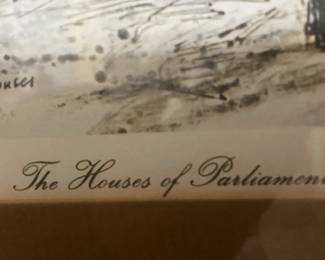 The Houses of Parliamen